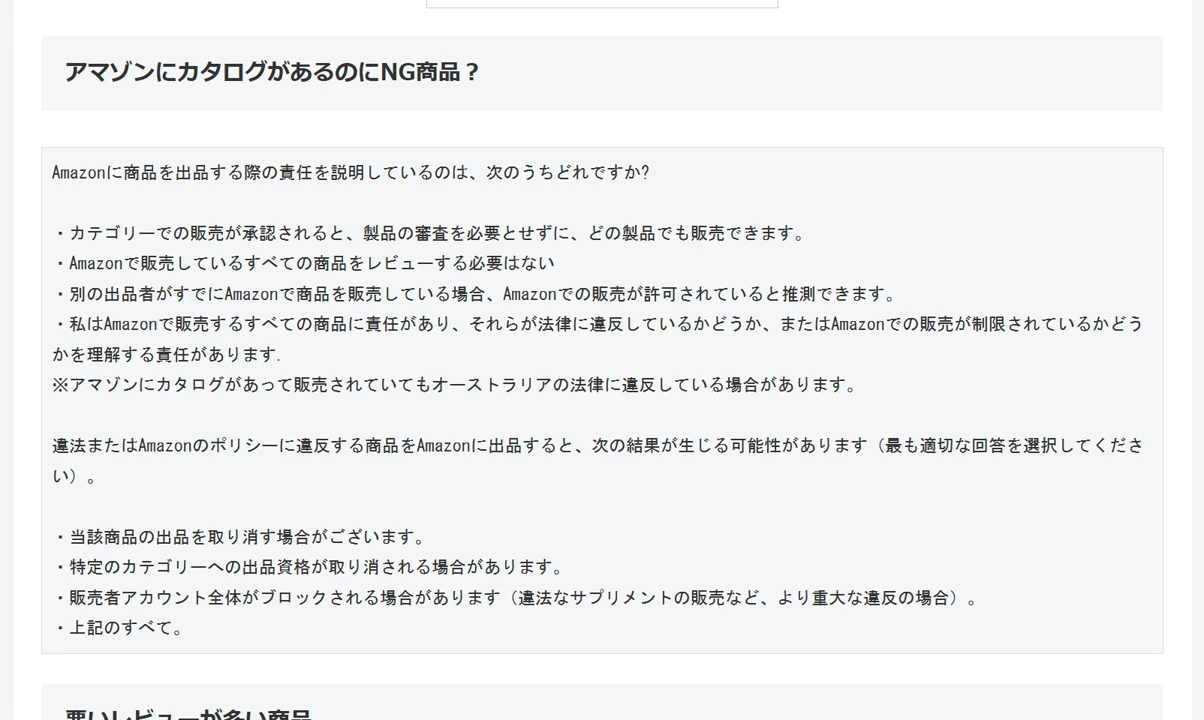 アマゾンにカタログがあるのにNG商品？
Amazonに商品を出品する際の責任を説明しているのは、次のうちどれですか?
・カテゴリーでの販売が承認されると、製品の審査を必要とせずに、どの製品でも販売できます。
・Amazonで販売しているすべての商品をレビューする必要はない
・別の出品者がすでにAmazonで商品を販売している場合、Amazonでの販売が許可されていると推測できます。
・私はAmazonで販売するすべての商品に責任があり、それらが法律に違反しているかどうか、またはAmazonでの販売が制限されているかどう
かを理解する責任があります.
※アマゾンにカタログがあって販売されていてもオーストラリアの法律に違反している場合があります。
違法またはAmazonのポリシーに違反する商品をAmazonに出品すると、次の結果が生じる可能性があります（最も適切な回答を選択してくださ
い）。
・当該商品の出品を取り消す場合がございます。
・特定のカテゴリーへの出品資格が取り消される場合があります。
・販売者アカウント全体がブロックされる場合があります（違法なサプリメントの販売など、より重大な違反の場合）。
・上記のすべて。
悪いレビューが多い商品